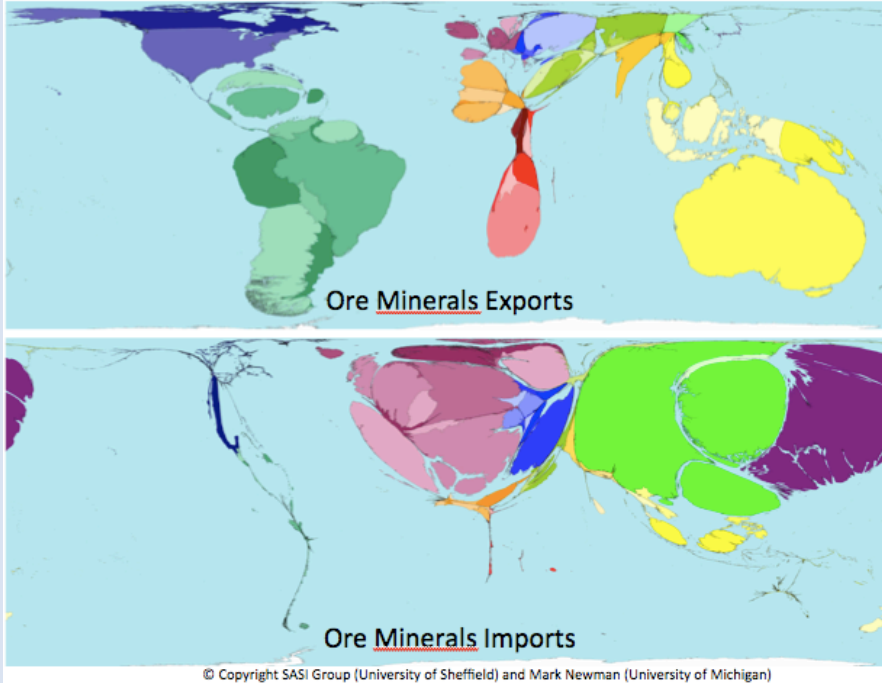 Ore Minerals Exports
Ore Minerals Imports
© Copyright SASI Group (University of Sheffield) and Mark Newman (University of Michigan)